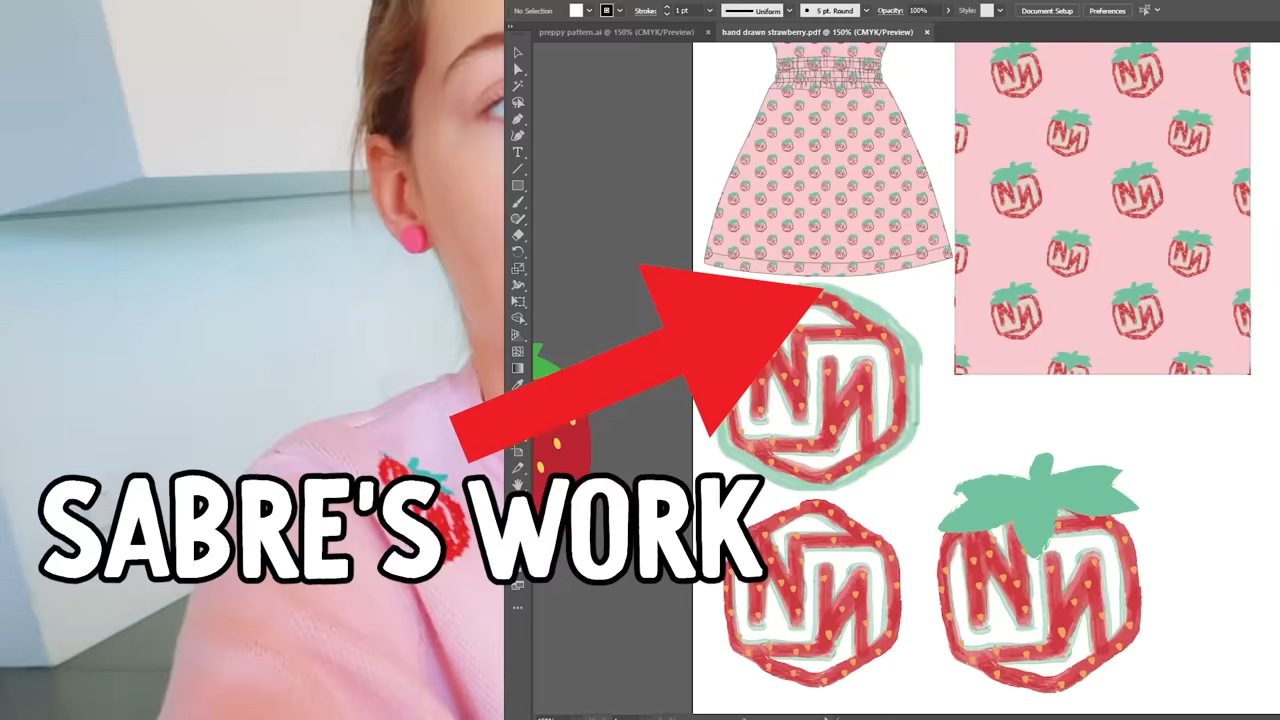 No Selection Stroke: 1 pt Uniform 5 pt. Round Opacity: 100% Style: Document Setup Preferences
preppy pattern.ai @ 150% (CMYK/Preview) × hand drawn strawberry.pdf @ 150% (CMYK/Preview) ×
SABRE'S WORK